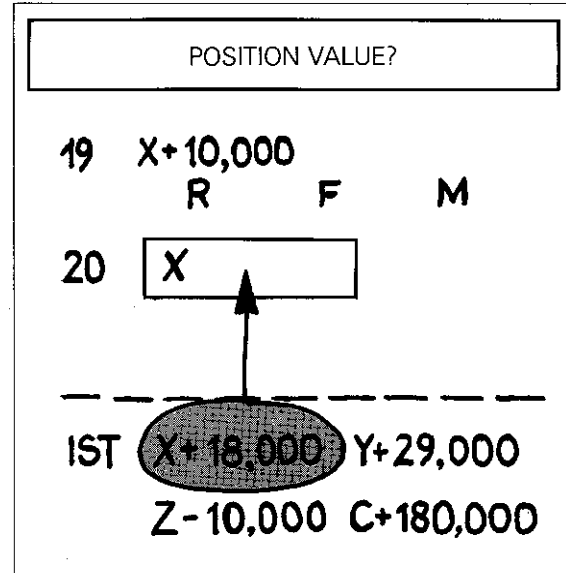 POSITION VALUE?
19 X+10,000
R F M
20 X
IST X+18,000 Y+29,000
Z-10,000 C+180,000